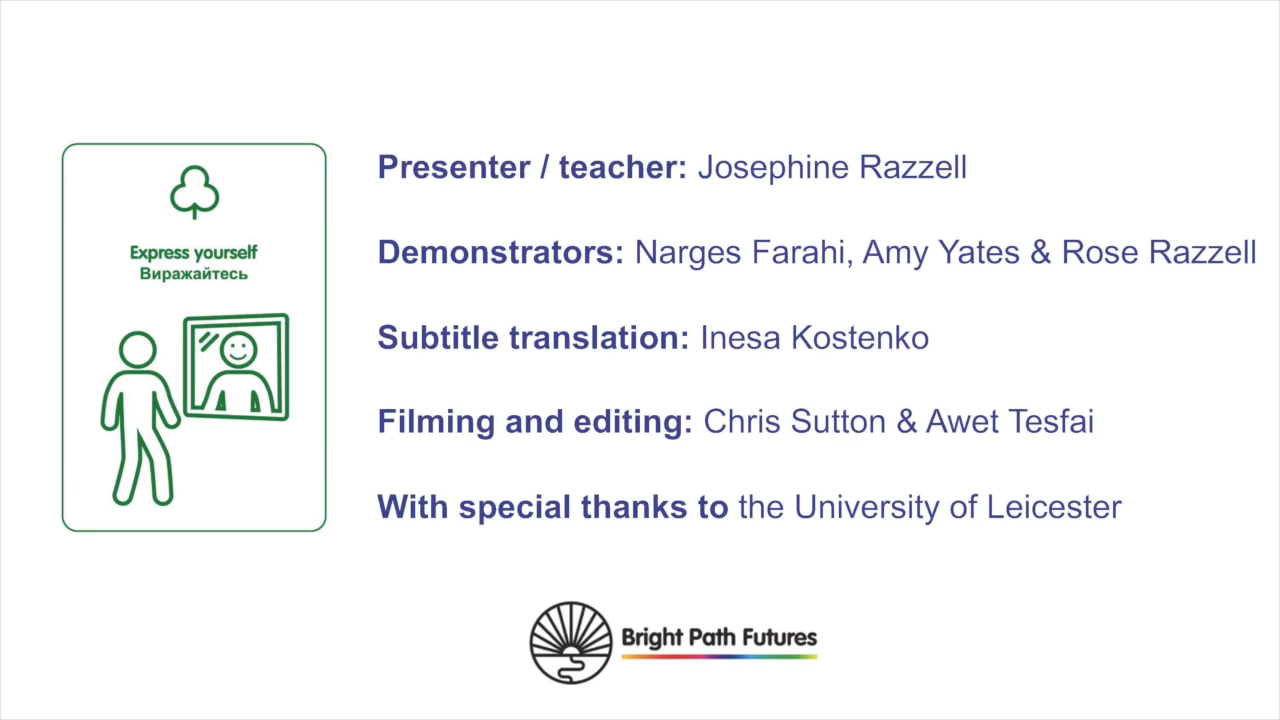 Express yourself
Виражайтесь
Presenter / teacher: Josephine Razzell
Demonstrators: Narges Farahi, Amy Yates & Rose Razzell
Subtitle translation: Inesa Kostenko
Filming and editing: Chris Sutton & Awet Tesfai
With special thanks to the University of Leicester
Bright Path Futures